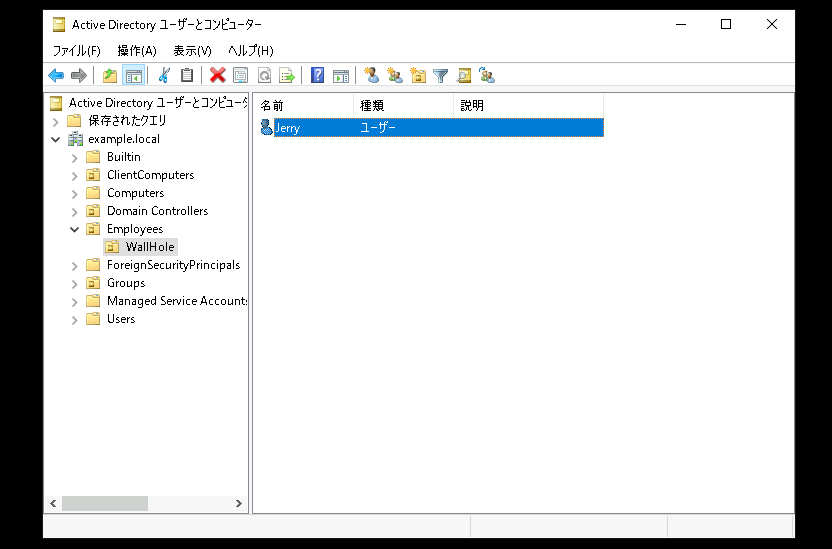 Active Directory ユーザーとコンピューター
ファイル(F) 操作(A) 表示(V) ヘルプ(H)
Active Directory ユーザーとコンピュータ
保存されたクエリ
example.local
Builtin
ClientComputers
Computers
Domain Controllers
Employees
WallHole
ForeignSecurityPrincipals
Groups
Managed Service Accounts
Users
名前 種類 説明
Jerry ユーザー